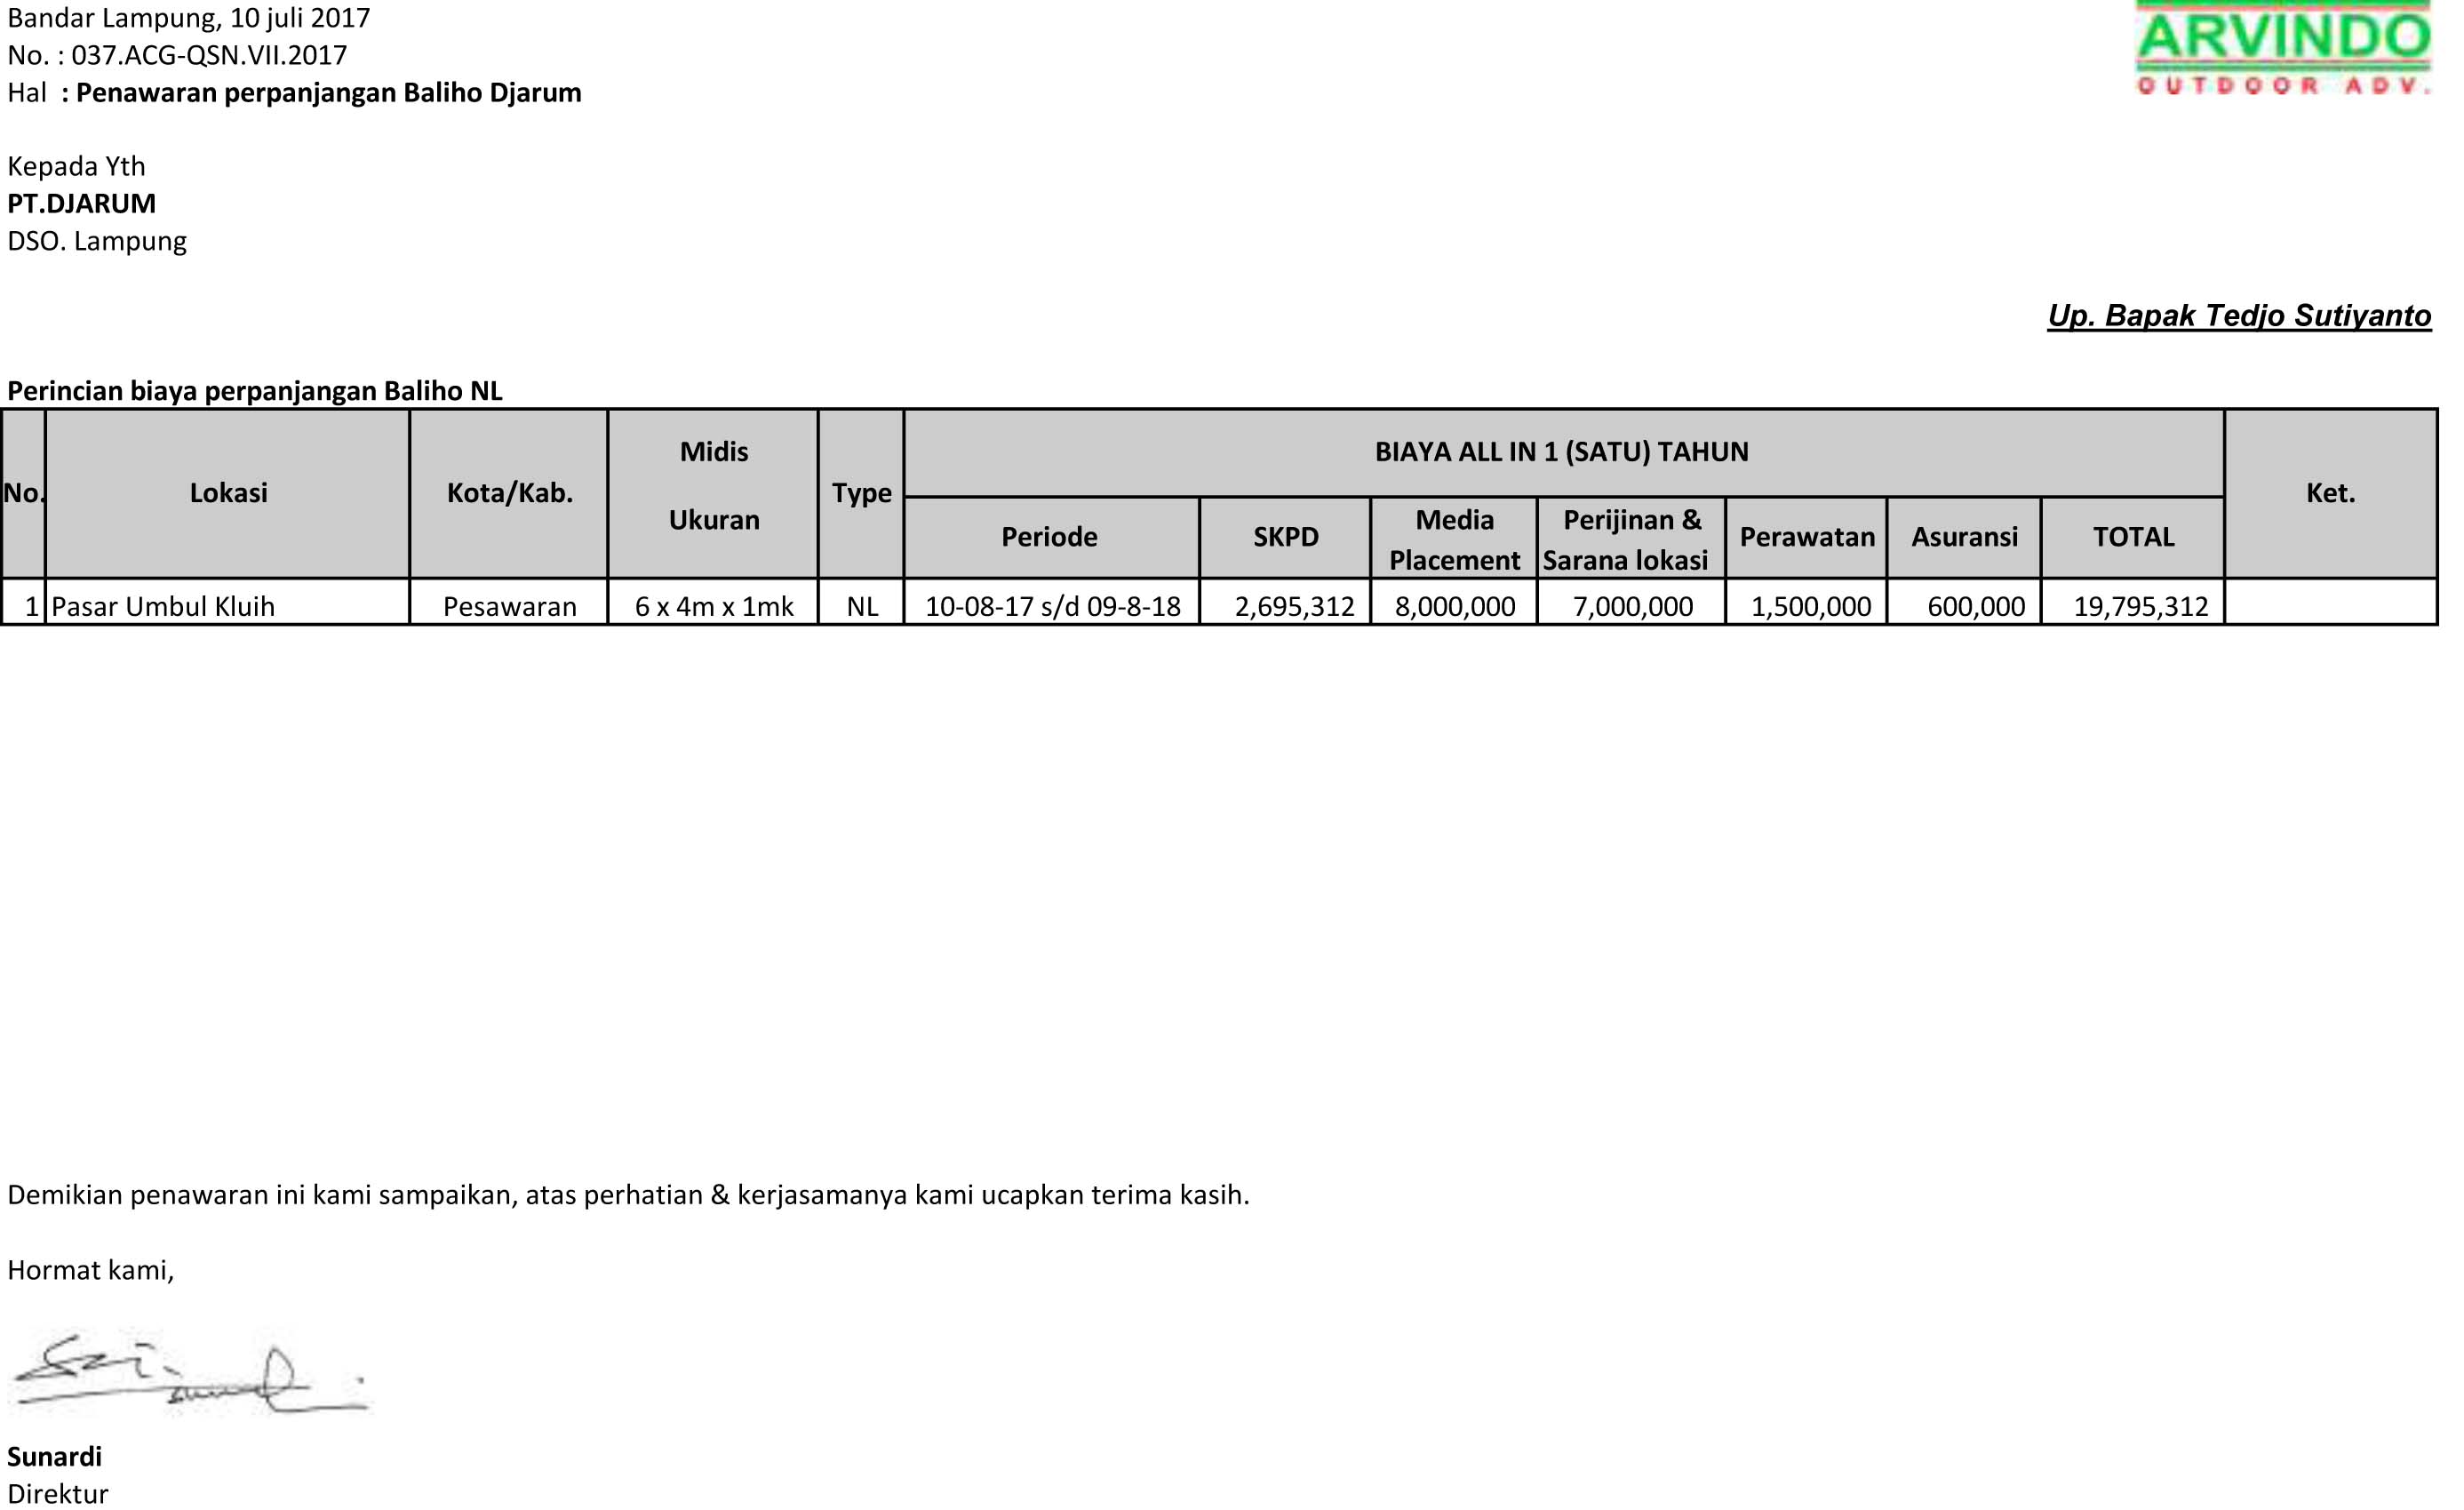 Bandar Lampung, 10 juli 2017
No. : 037.ACG-QSN.VII.2017
Hal : Penawaran perpanjangan Baliho Djarum
ARVINDO
OUTDOOR ADV.
Kepada Yth
PT.DJARUM
DSO. Lampung
Up. Bapak Tedjo Sutiyanto
Perincian biaya perpanjangan Baliho NL
No. Lokasi Kota/Kab. Midis Ukuran Type BIAYA ALL IN 1 (SATU) TAHUN Ket.
Periode SKPD Media Placement Perijinan & Sarana lokasi Perawatan Asuransi TOTAL
1 Pasar Umbul Kluih Pesawaran 6 x 4m x 1mk NL 10-08-17 s/d 09-8-18 2,695,312 8,000,000 7,000,000 1,500,000 600,000 19,795,312
Demikian penawaran ini kami sampaikan, atas perhatian & kerjasamanya kami ucapkan terima kasih.
Hormat kami,
Sunardi
Direktur